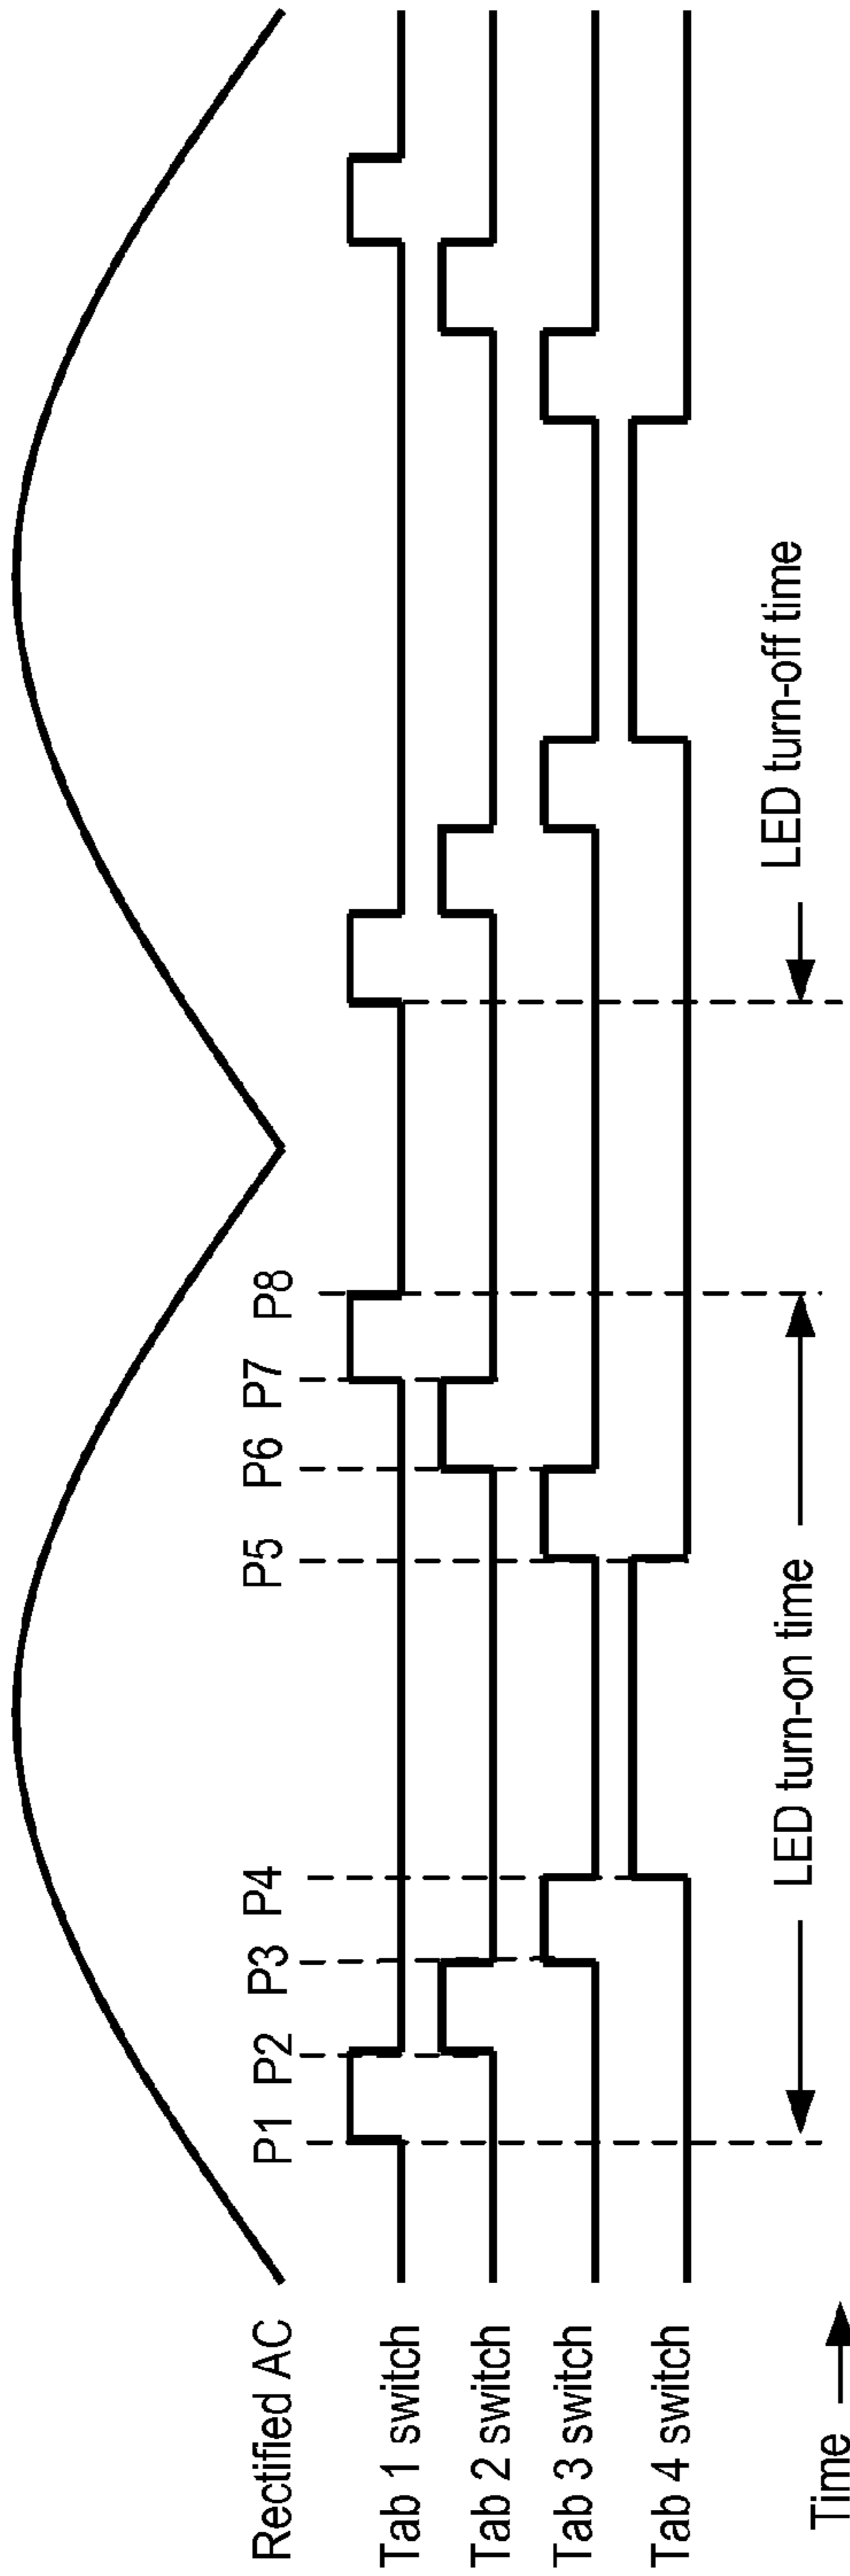 Rectified AC
P1 P2 P3 P4 P5 P6 P7 P8
Tab 1 switch
Tab 2 switch
Tab 3 switch
Tab 4 switch
LED turn-on time
LED turn-off time
Time